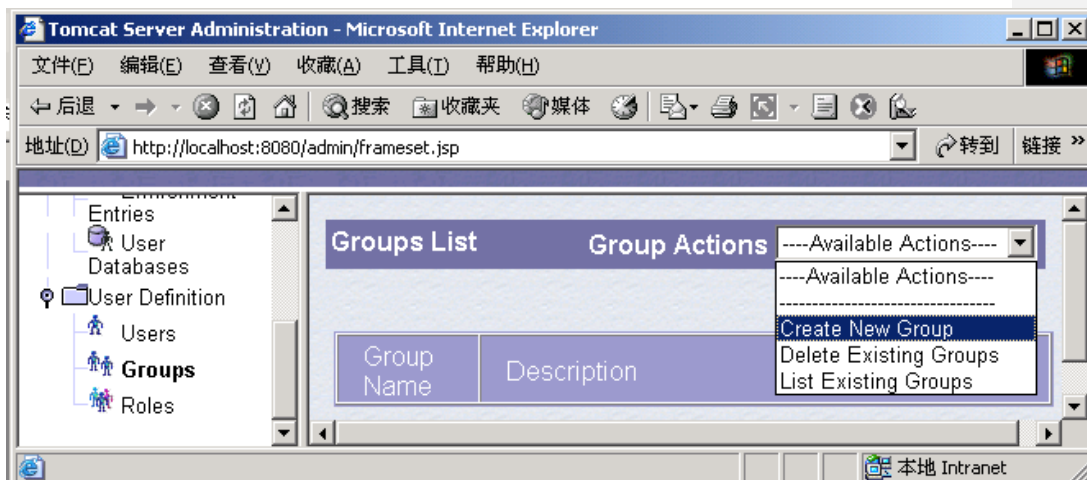 Tomcat Server Administration - Microsoft Internet Explorer
文件(F) 编辑(E) 查看(V) 收藏(A) 工具(T) 帮助(H)
后退 搜索 收藏夹 媒体
地址(D) http://localhost:8080/admin/frameset.jsp 转到 链接 »
Environment
Entries
User
Databases
User Definition
Users
Groups
Roles
Groups List Group Actions ----Available Actions----
----Available Actions----
--------------------------------
Create New Group
Delete Existing Groups
List Existing Groups
Group
Name
Description
本地 Intranet